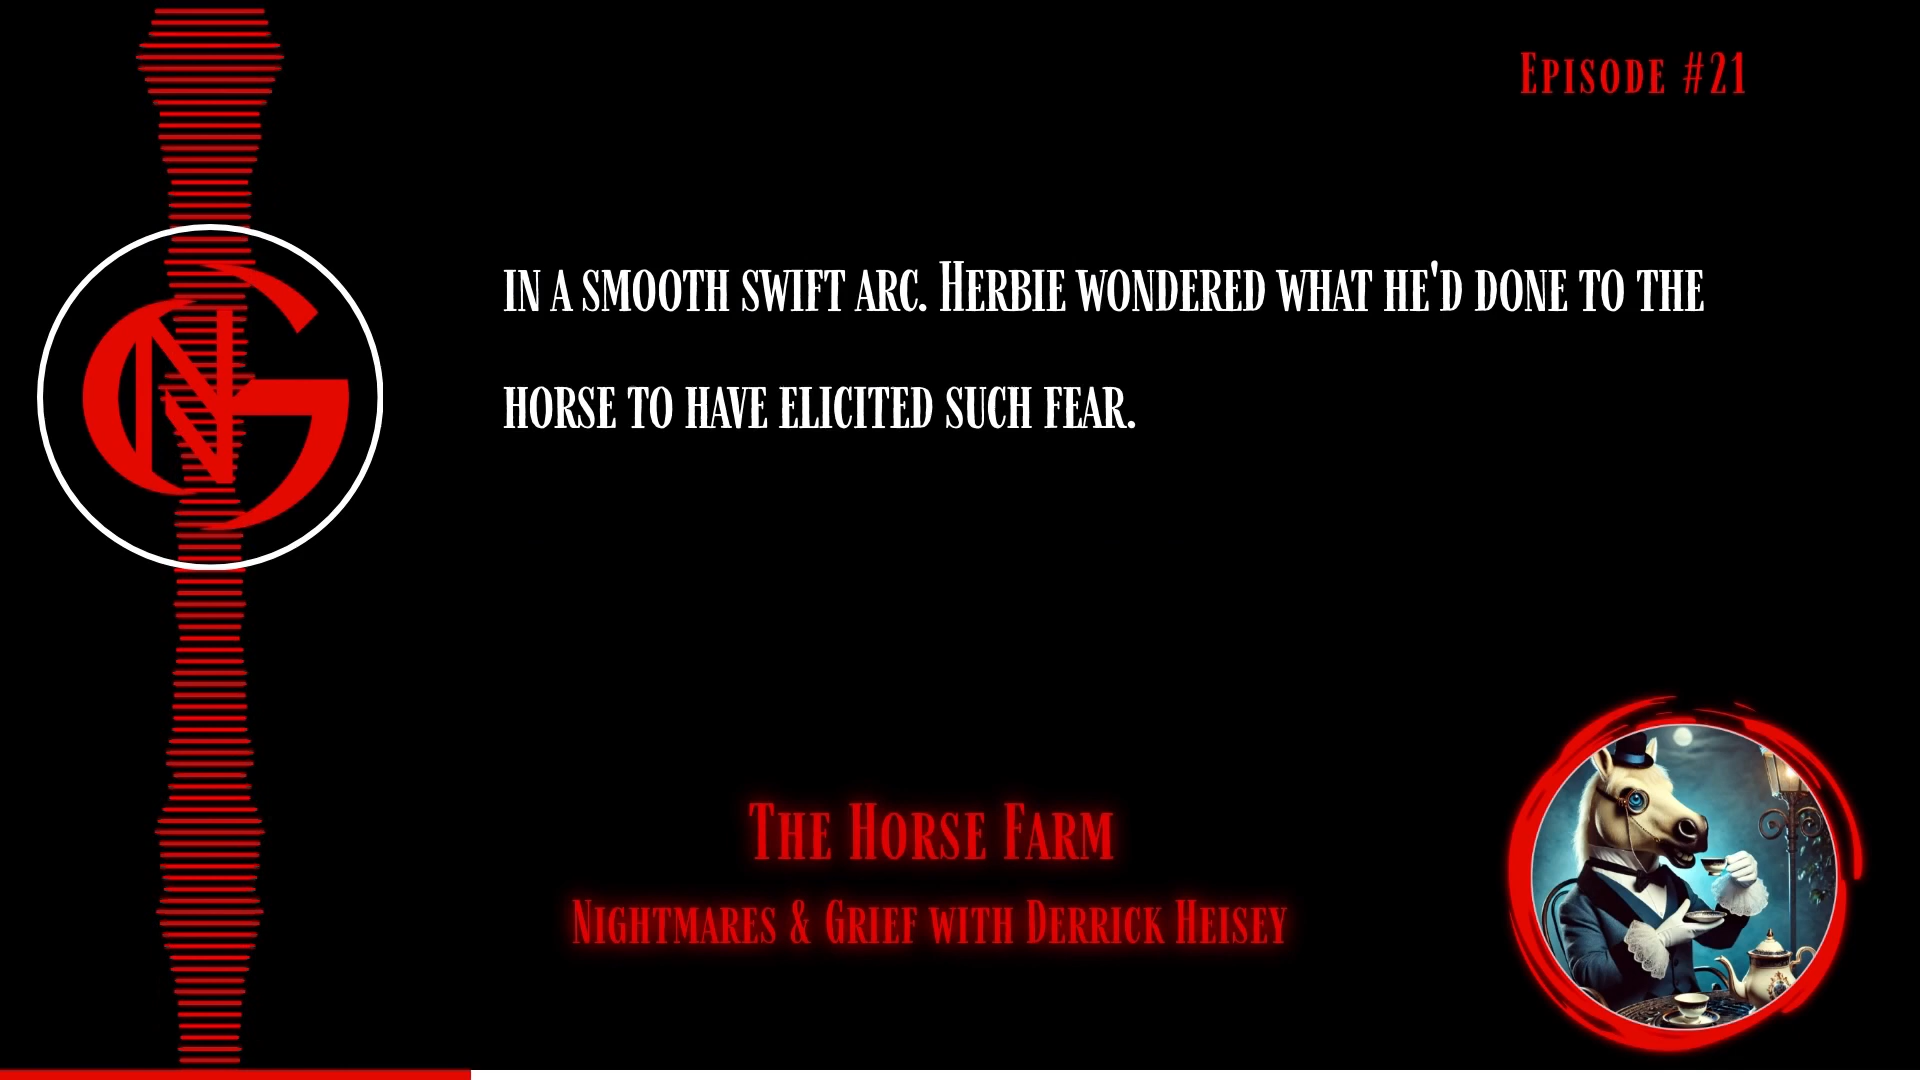 Episode #21
in a smooth swift arc. Herbie wondered what he'd done to the
horse to have elicited such fear.
NG
The Horse Farm
Nightmares & Grief with Derrick Heisey